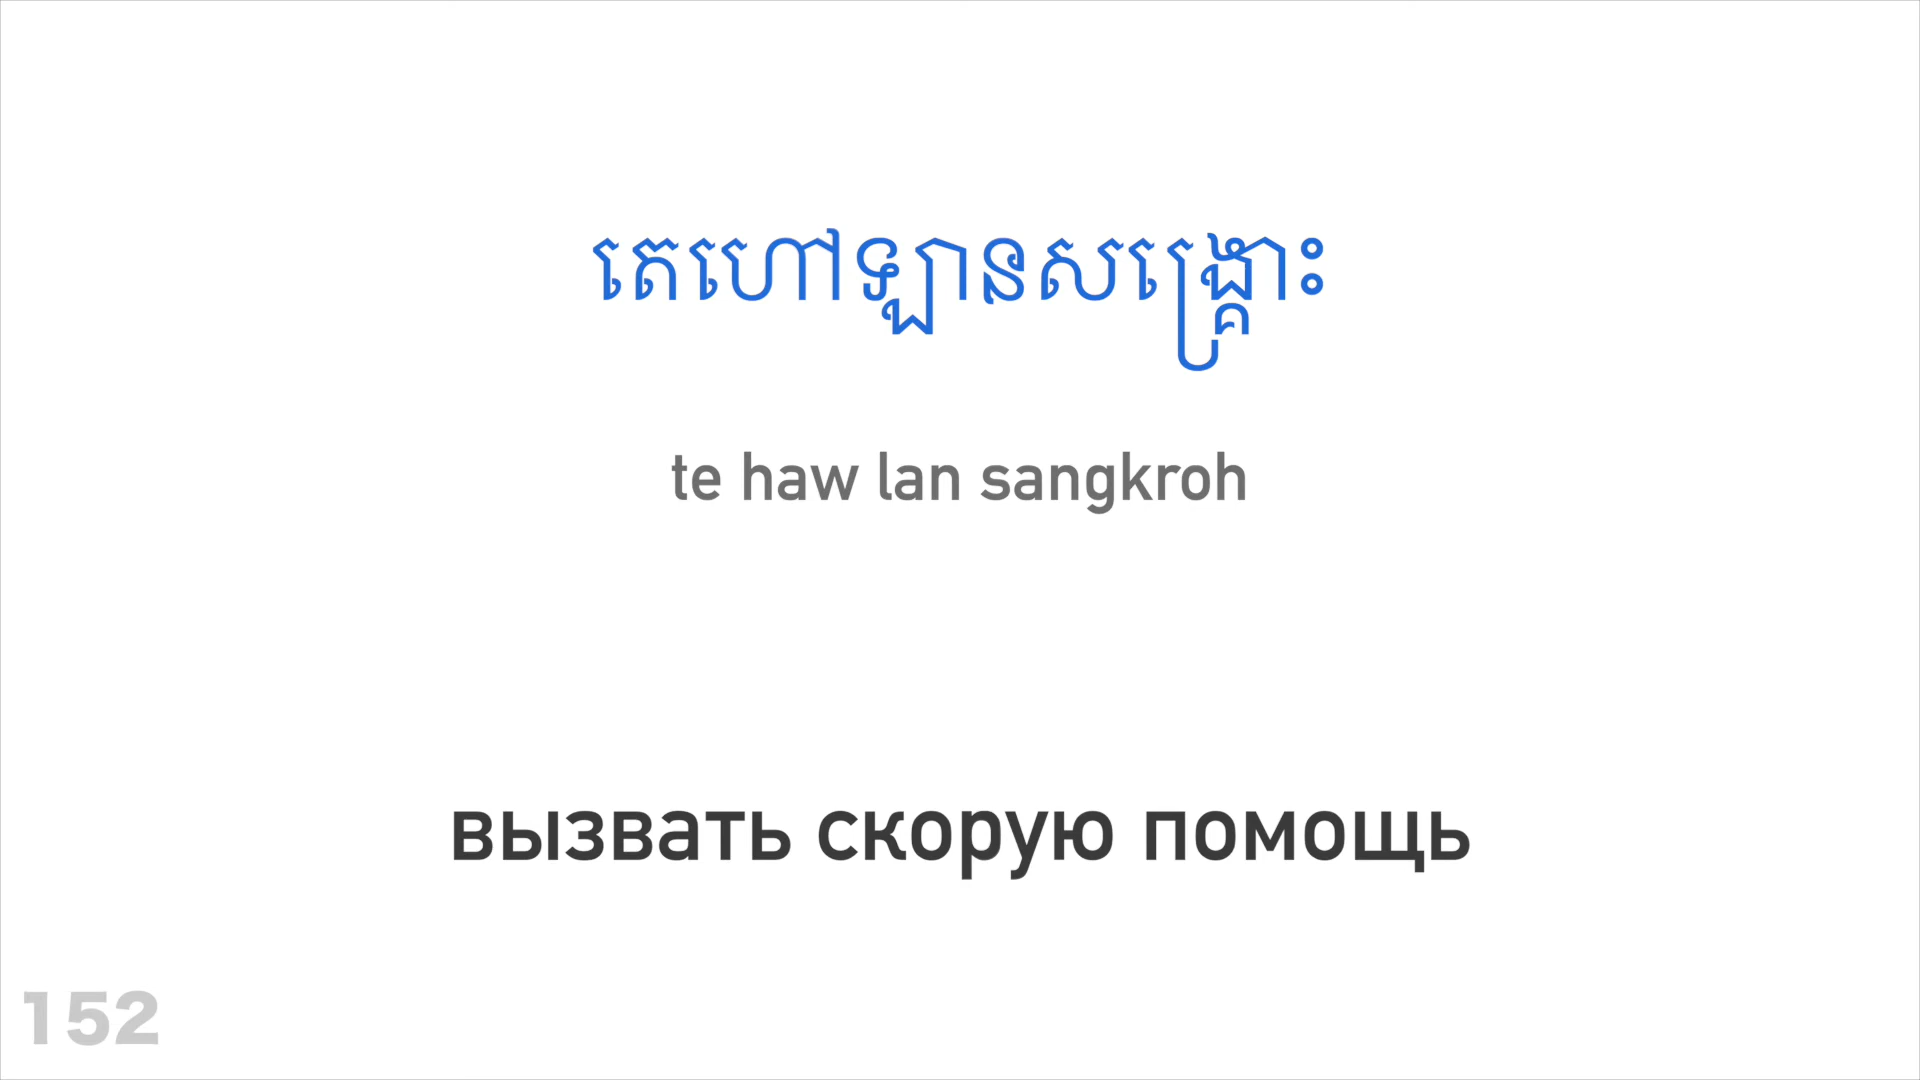 តេហៅឡានសង្គ្រោះ
te haw lan sangkroh
вызвать скорую помощь
152